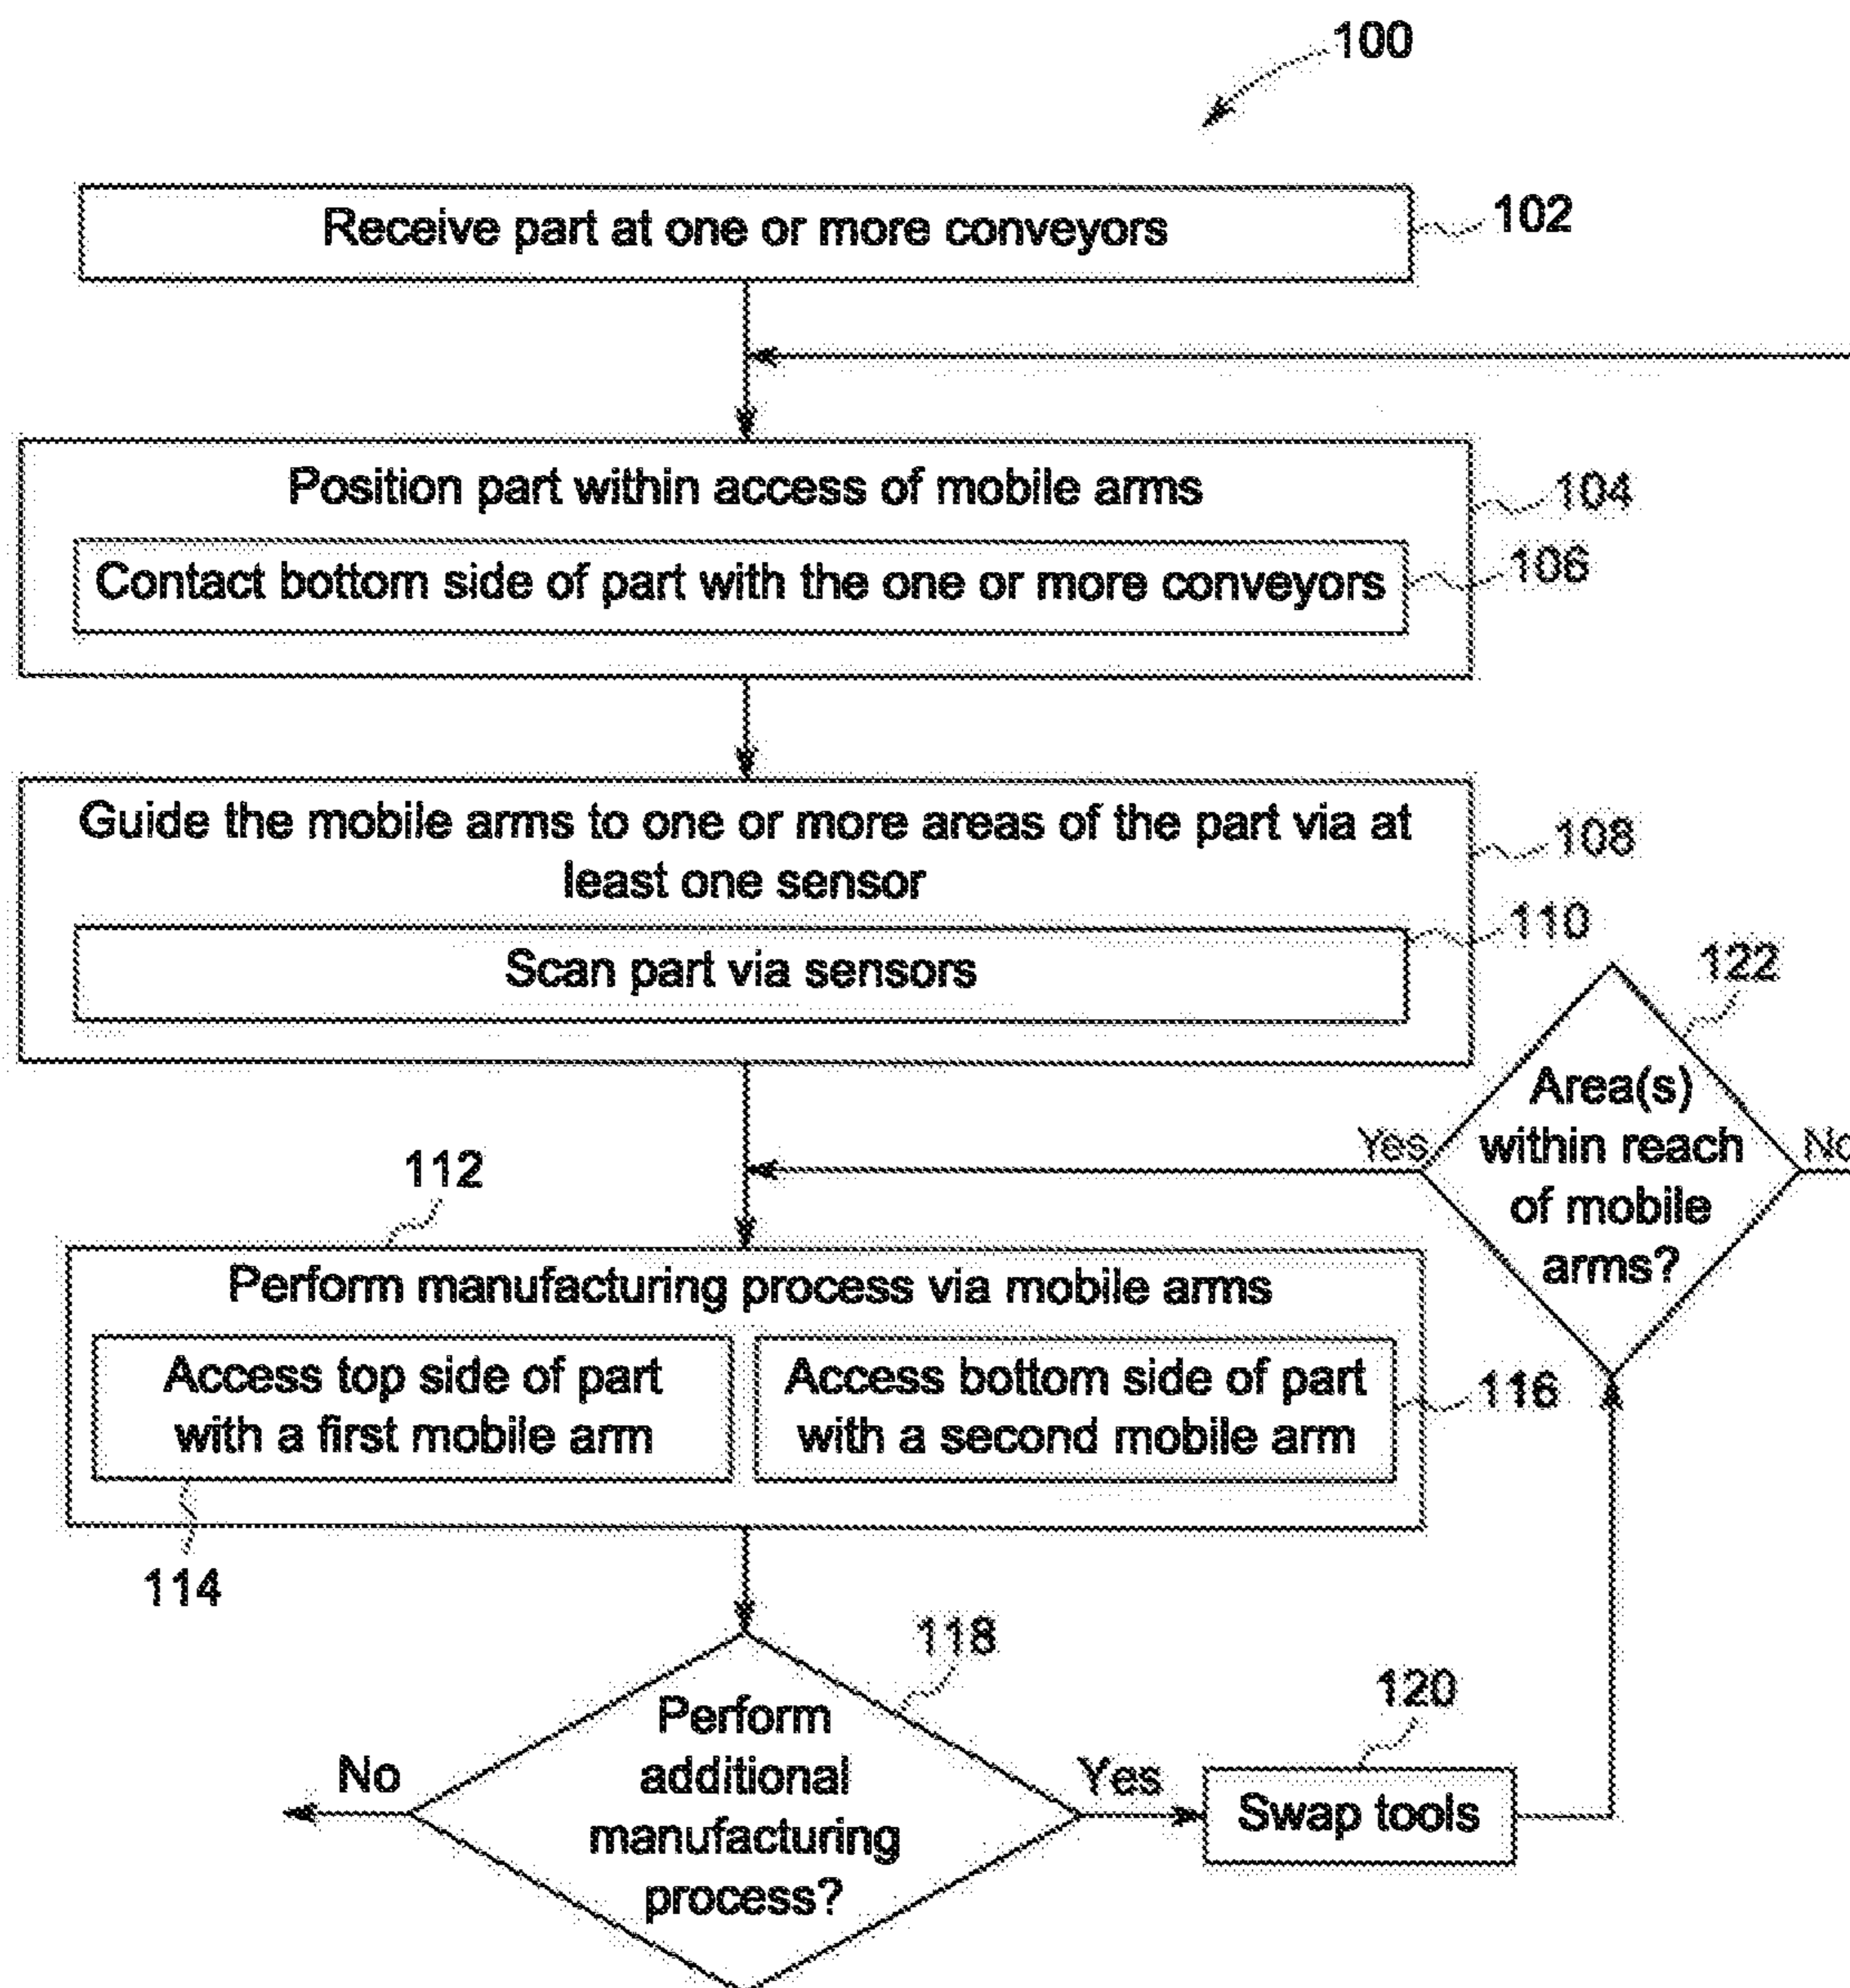 100
Receive part at one or more conveyors
102
Position part within access of mobile arms
104
Contact bottom side of part with the one or more conveyors
106
Guide the mobile arms to one or more areas of the part via at
least one sensor
108
110
Scan part via sensors
122
Area(s)
within reach
of mobile
arms?
Yes
No
112
Perform manufacturing process via mobile arms
Access top side of part
with a first mobile arm
Access bottom side of part
with a second mobile arm
116
114
118
Perform
additional
manufacturing
process?
No
Yes
120
Swap tools